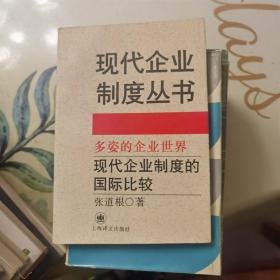 现代企业
制度丛书
多姿的企业世界
现代企业制度的
国际比较
张道根○著
上海译文出版社